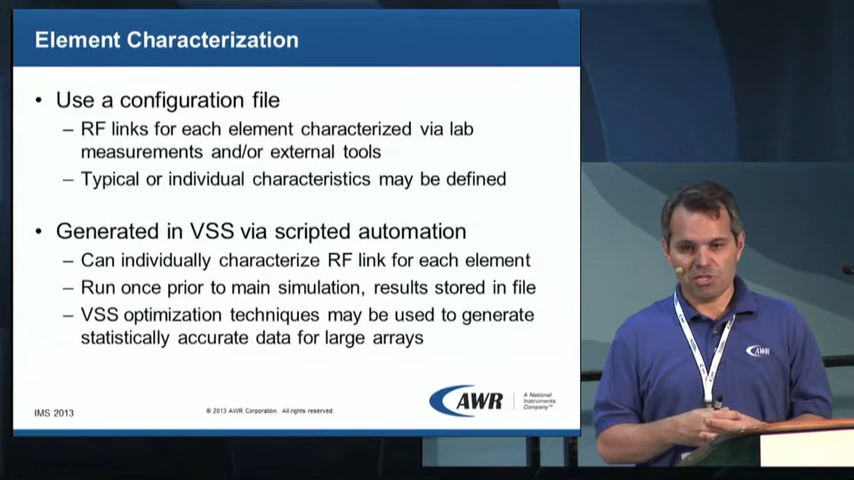 Element Characterization
• Use a configuration file
– RF links for each element characterized via lab
measurements and/or external tools
– Typical or individual characteristics may be defined
• Generated in VSS via scripted automation
– Can individually characterize RF link for each element
– Run once prior to main simulation, results stored in file
– VSS optimization techniques may be used to generate
statistically accurate data for large arrays
IMS 2013
© 2013 AWR Corporation. All rights reserved.
AWR
A National
Instruments
Company™
AWR